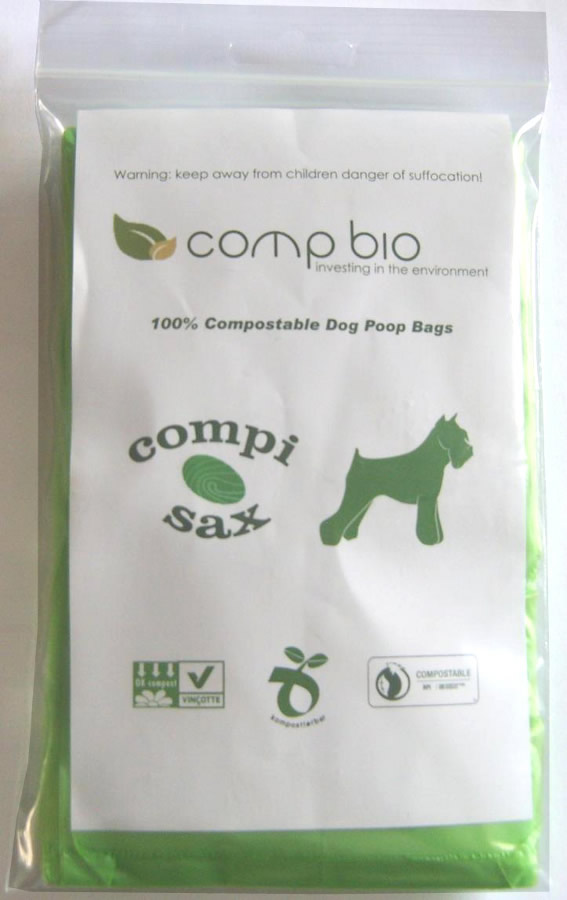 Warning: keep away from children danger of suffocation!
comp bio
investing in the environment
100% Compostable Dog Poop Bags
compi
sax
OK compost
VINÇOTTE
kompostierbar
COMPOSTABLE